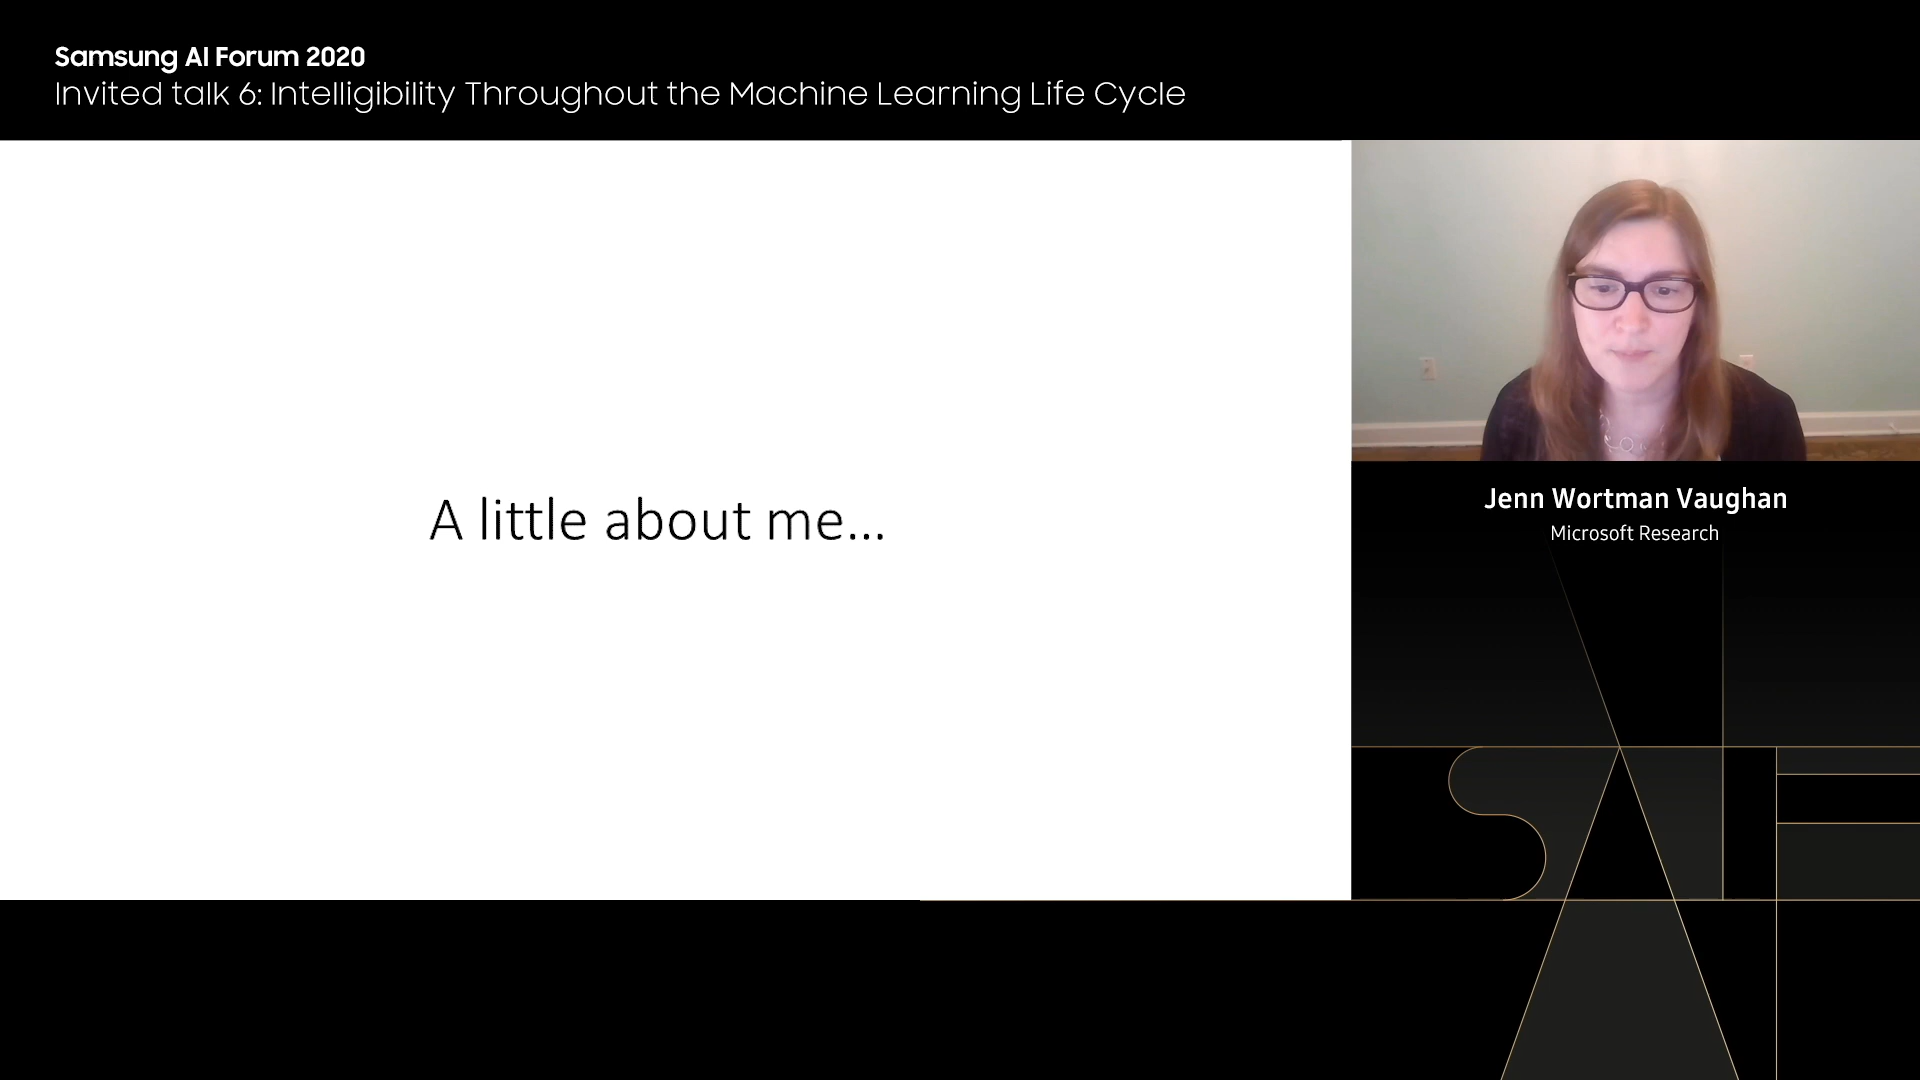 Samsung AI Forum 2020
Invited talk 6: Intelligibility Throughout the Machine Learning Life Cycle
A little about me...
Jenn Wortman Vaughan
Microsoft Research